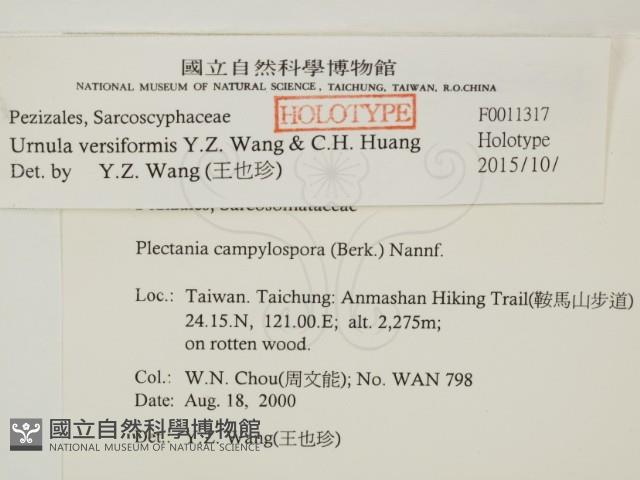 國立自然科學博物館
NATIONAL MUSEUM OF NATURAL SCIENCE, TAICHUNG, TAIWAN, R.O.CHINA
Pezizales, Sarcoscyphaceae
HOLOTYPE
F0011317
Urnula versiformis Y.Z. Wang & C.H. Huang
Holotype
Det. by Y.Z. Wang (王也珍)
2015/10/
Pezizales, Sarcosomataceae
Plectania campylospora (Berk.) Nannf.
Loc.: Taiwan. Taichung: Anmashan Hiking Trail(鞍馬山步道)
24.15.N, 121.00.E; alt. 2,275m;
on rotten wood.
Col.: W.N. Chou(周文能); No. WAN 798
Date: Aug. 18, 2000
Det.: Y.Z. Wang(王也珍)
國立自然科學博物館
NATIONAL MUSEUM OF NATURAL SCIENCE